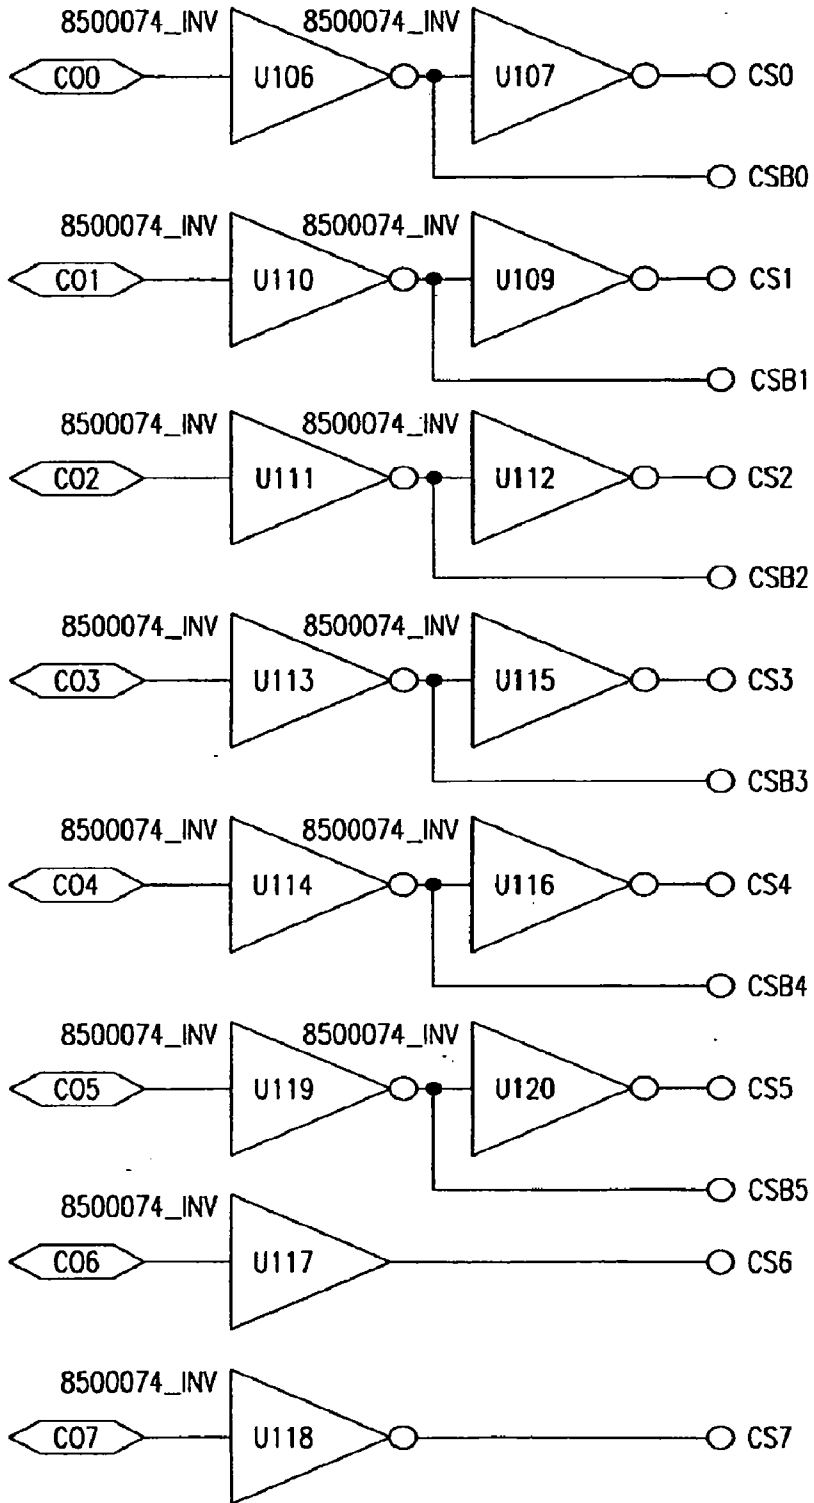 8500074_INV 8500074_INV
CO0 U106 U107 CS0
CSB0
8500074_INV 8500074_INV
CO1 U110 U109 CS1
CSB1
8500074_INV 8500074_INV
CO2 U111 U112 CS2
CSB2
8500074_INV 8500074_INV
CO3 U113 U115 CS3
CSB3
8500074_INV 8500074_INV
CO4 U114 U116 CS4
CSB4
8500074_INV 8500074_INV
CO5 U119 U120 CS5
CSB5
8500074_INV
CO6 U117 CS6
8500074_INV
CO7 U118 CS7